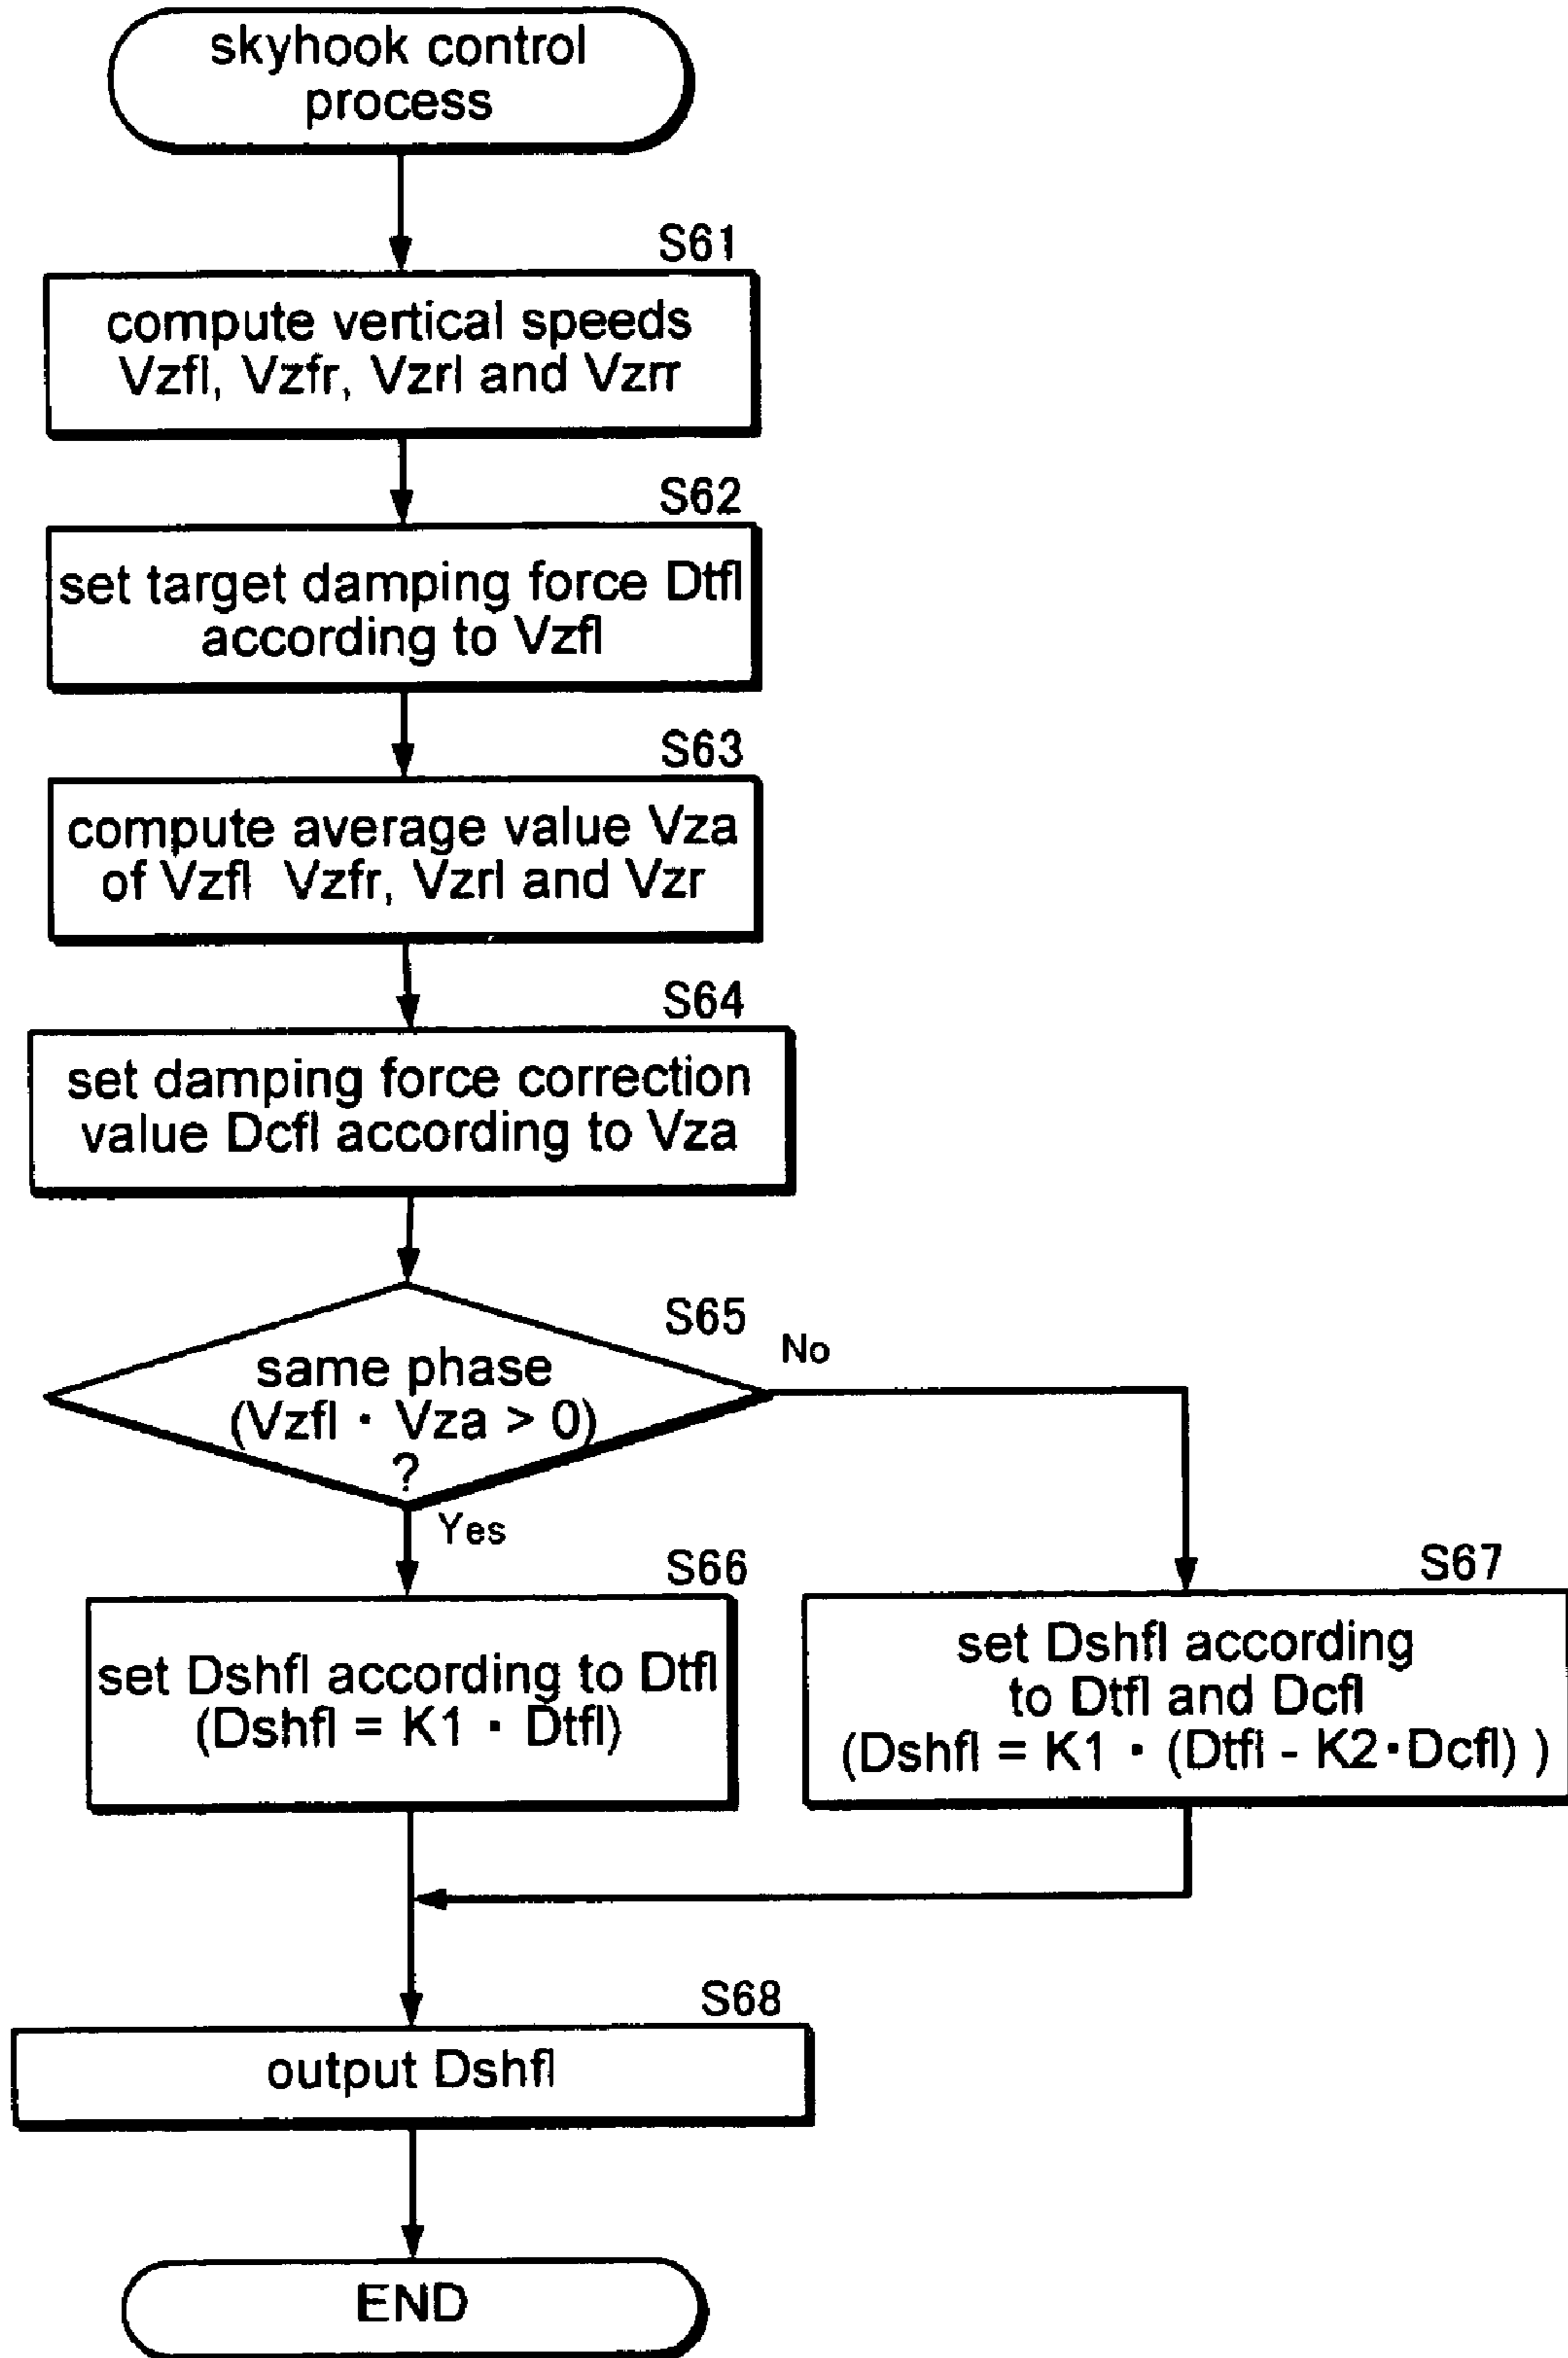 skyhook control
process
S61
compute vertical speeds
Vzfl, Vzfr, Vzrl and Vzrr
S62
set target damping force Dtfl
according to Vzfl
S63
compute average value Vza
of Vzfl Vzfr, Vzrl and Vzr
S64
set damping force correction
value Dcfl according to Vza
S65
same phase
(Vzfl · Vza > 0)
?
No
Yes
S66
set Dshfl according to Dtfl
(Dshfl = K1 · Dtfl)
S67
set Dshfl according
to Dtfl and Dcfl
(Dshfl = K1 · (Dtfl - K2·Dcfl) )
S68
output Dshfl
END